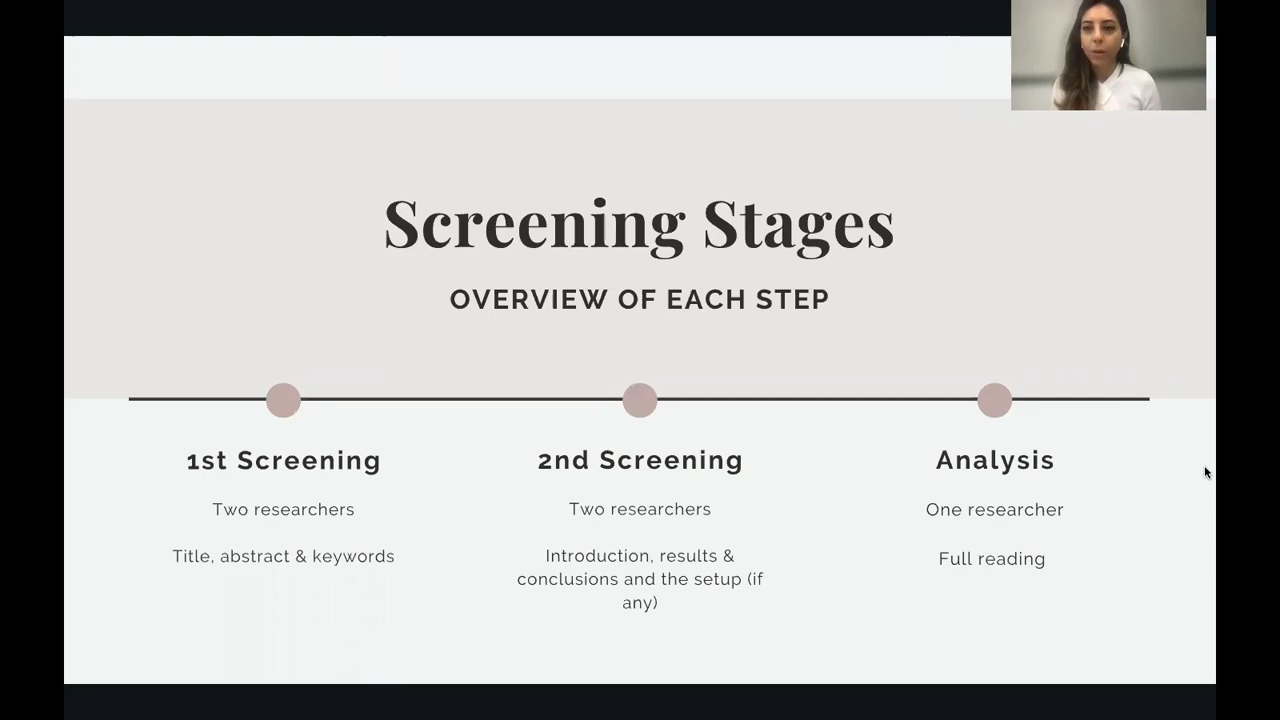 Screening Stages
OVERVIEW OF EACH STEP
1st Screening
Two researchers
Title, abstract & keywords
2nd Screening
Two researchers
Introduction, results &
conclusions and the setup (if
any)
Analysis
One researcher
Full reading